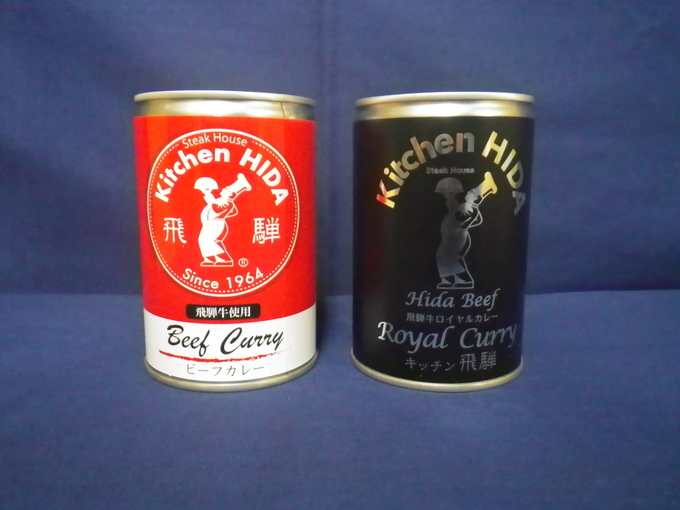 Steak House
Kitchen HIDA
飛騨
®
Since 1964
飛騨牛使用
Beef Curry
ビーフカレー
Kitchen HIDA
Steak House
Hida Beef
飛騨牛ロイヤルカレー
Royal Curry
キッチン飛騨